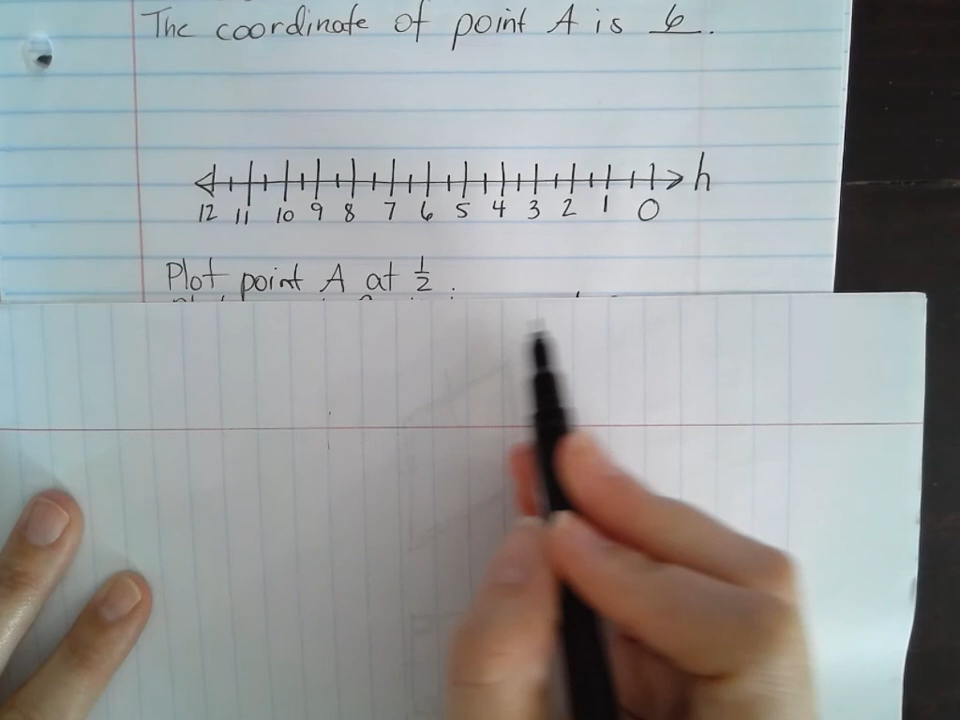 The coordinate of point A is 6.
h
12 11 10 9 8 7 6 5 4 3 2 1 0
Plot point A at 1/2.